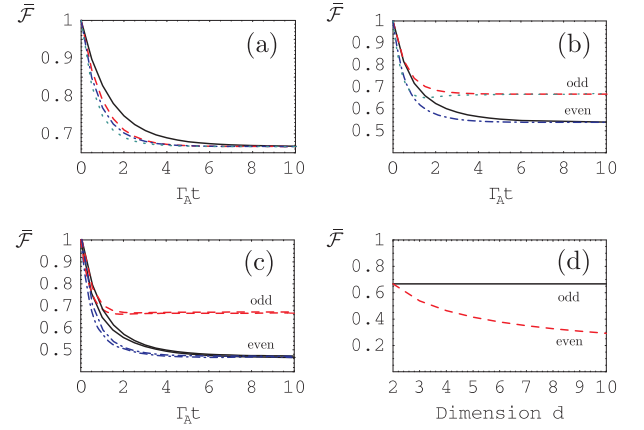 F̄
1
0.9
0.8
0.7
(a)
0 2 4 6 8 10
Γ_A t
F̄
1
0.9
0.8
0.7
0.6
0.5
(b)
odd
even
0 2 4 6 8 10
Γ_A t
F̄
1
0.9
0.8
0.7
0.6
0.5
(c)
odd
even
0 2 4 6 8 10
Γ_A t
F̄
1
0.8
0.6
0.4
0.2
(d)
odd
even
2 3 4 5 6 7 8 9 10
Dimension d